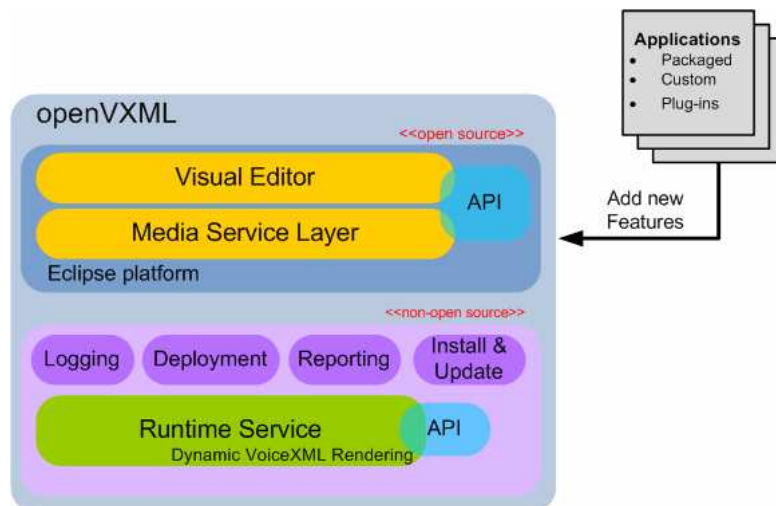 Applications
• Packaged
• Custom
• Plug-ins
openVXML
<<open source>>
Visual Editor
API
Media Service Layer
Eclipse platform
Add new
Features
<<non-open source>>
Logging
Deployment
Reporting
Install &
Update
Runtime Service
API
Dynamic VoiceXML Rendering